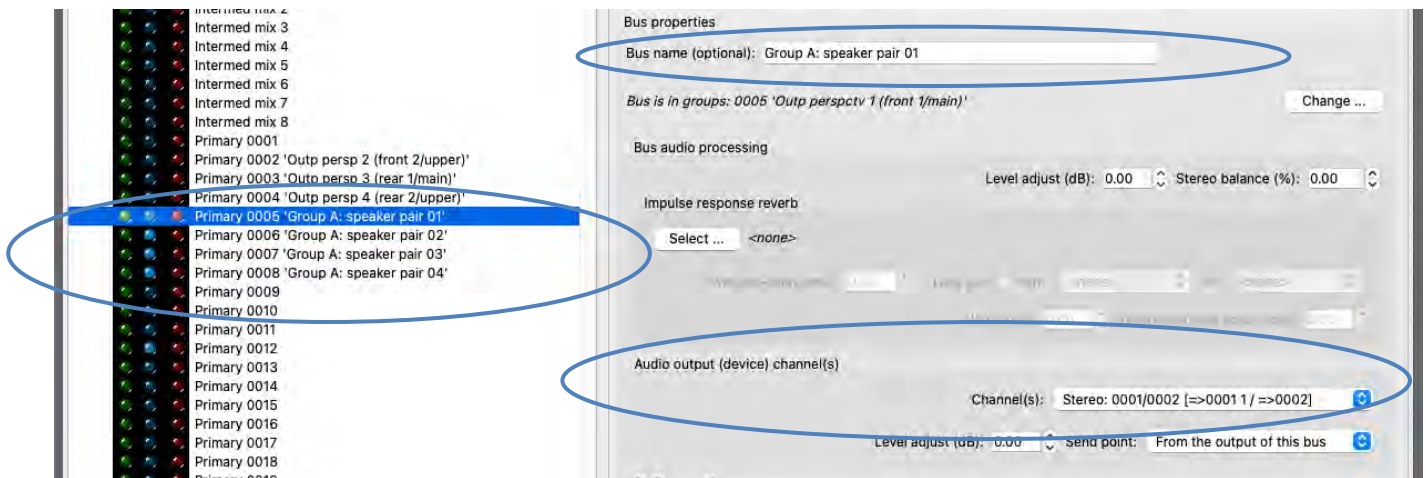 Intermed mix 2
Intermed mix 3
Intermed mix 4
Intermed mix 5
Intermed mix 6
Intermed mix 7
Intermed mix 8
Primary 0001
Primary 0002 'Outp persp 2 (front 2/upper)'
Primary 0003 'Outp persp 3 (rear 1/main)'
Primary 0004 'Outp persp 4 (rear 2/upper)'
Primary 0005 'Group A: speaker pair 01'
Primary 0006 'Group A: speaker pair 02'
Primary 0007 'Group A: speaker pair 03'
Primary 0008 'Group A: speaker pair 04'
Primary 0009
Primary 0010
Primary 0011
Primary 0012
Primary 0013
Primary 0014
Primary 0015
Primary 0016
Primary 0017
Primary 0018
Bus properties
Bus name (optional): Group A: speaker pair 01
Bus is in groups: 0005 'Outp perspctv 1 (front 1/main)' Change ...
Bus audio processing
Level adjust (dB): 0.00 Stereo balance (%): 0.00
Impulse response reverb
Select ... <none>
Audio output (device) channel(s)
Channel(s): Stereo: 0001/0002 [=>0001 1 / =>0002]
Level adjust (dB): 0.00 Send point: From the output of this bus